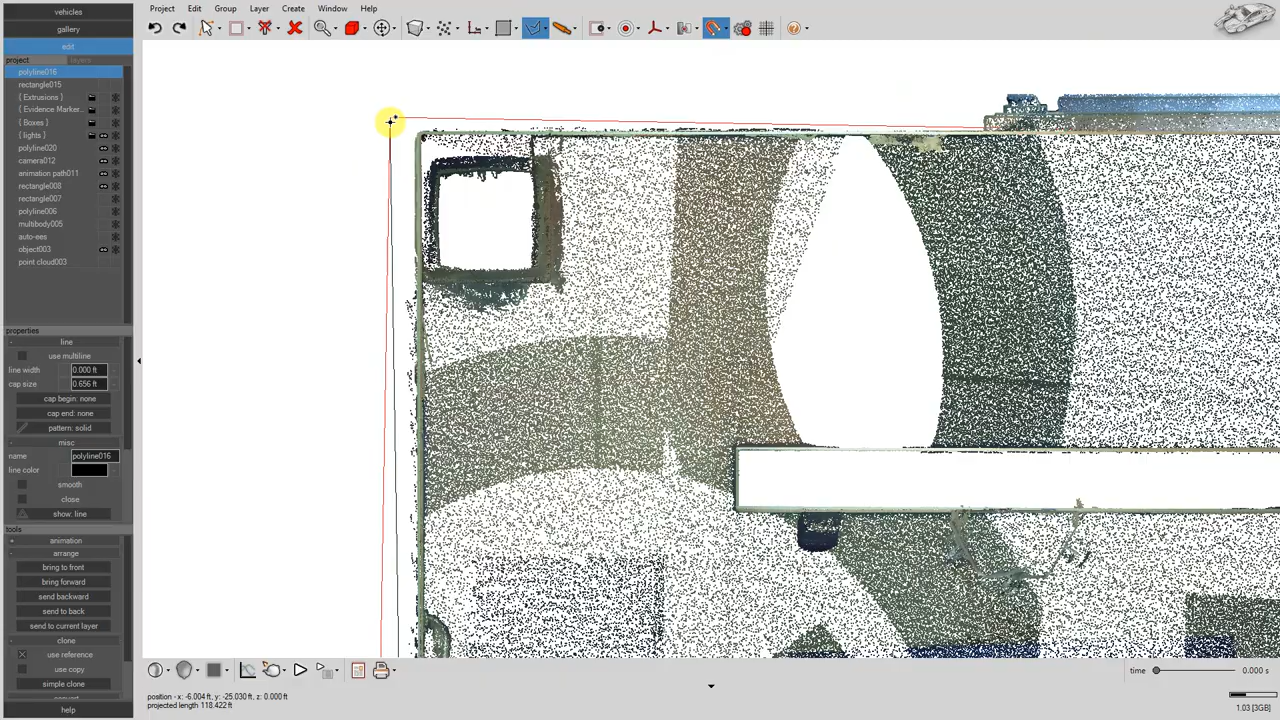 vehicles
gallery
edit
project layers
polyline016
rectangle015
{ Extrusions }
{ Evidence Marker...
{ Boxes }
{ lights }
polyline020
camera012
animation path011
rectangle008
rectangle007
polyline006
multibody005
auto-ees
object003
point cloud003
properties
- line
use multiline
line width 0.000 ft
cap size 0.656 ft
cap begin: none
cap end: none
pattern: solid
- misc
name polyline016
line color
smooth
close
show: line
tools
+ animation
- arrange
bring to front
bring forward
send backward
send to back
send to current layer
- clone
use reference
use copy
simple clone
help
Project Edit Group Layer Create Window Help
time 0.000 s
position - x: -6.004 ft, y: -25.030 ft, z: 0.000 ft
projected length 118.422 ft
1.03 [3GB]